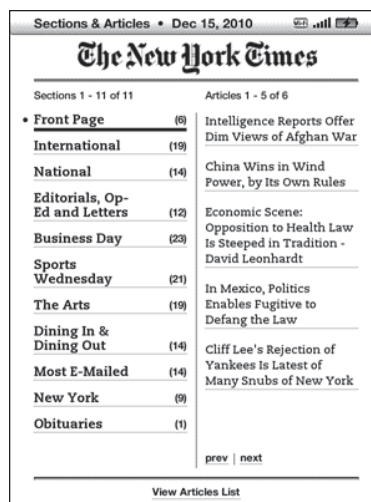 Sections & Articles • Dec 15, 2010
Wi-Fi
The New York Times
Sections 1 - 11 of 11
• Front Page (6)
International (19)
National (14)
Editorials, Op-
Ed and Letters (12)
Business Day (23)
Sports
Wednesday (21)
The Arts (19)
Dining In &
Dining Out (14)
Most E-Mailed (14)
New York (9)
Obituaries (1)
Articles 1 - 5 of 6
Intelligence Reports Offer
Dim Views of Afghan War
China Wins in Wind
Power, by Its Own Rules
Economic Scene:
Opposition to Health Law
Is Steeped in Tradition -
David Leonhardt
In Mexico, Politics
Enables Fugitive to
Defang the Law
Cliff Lee's Rejection of
Yankees Is Latest of
Many Snubs of New York
prev | next
View Articles List